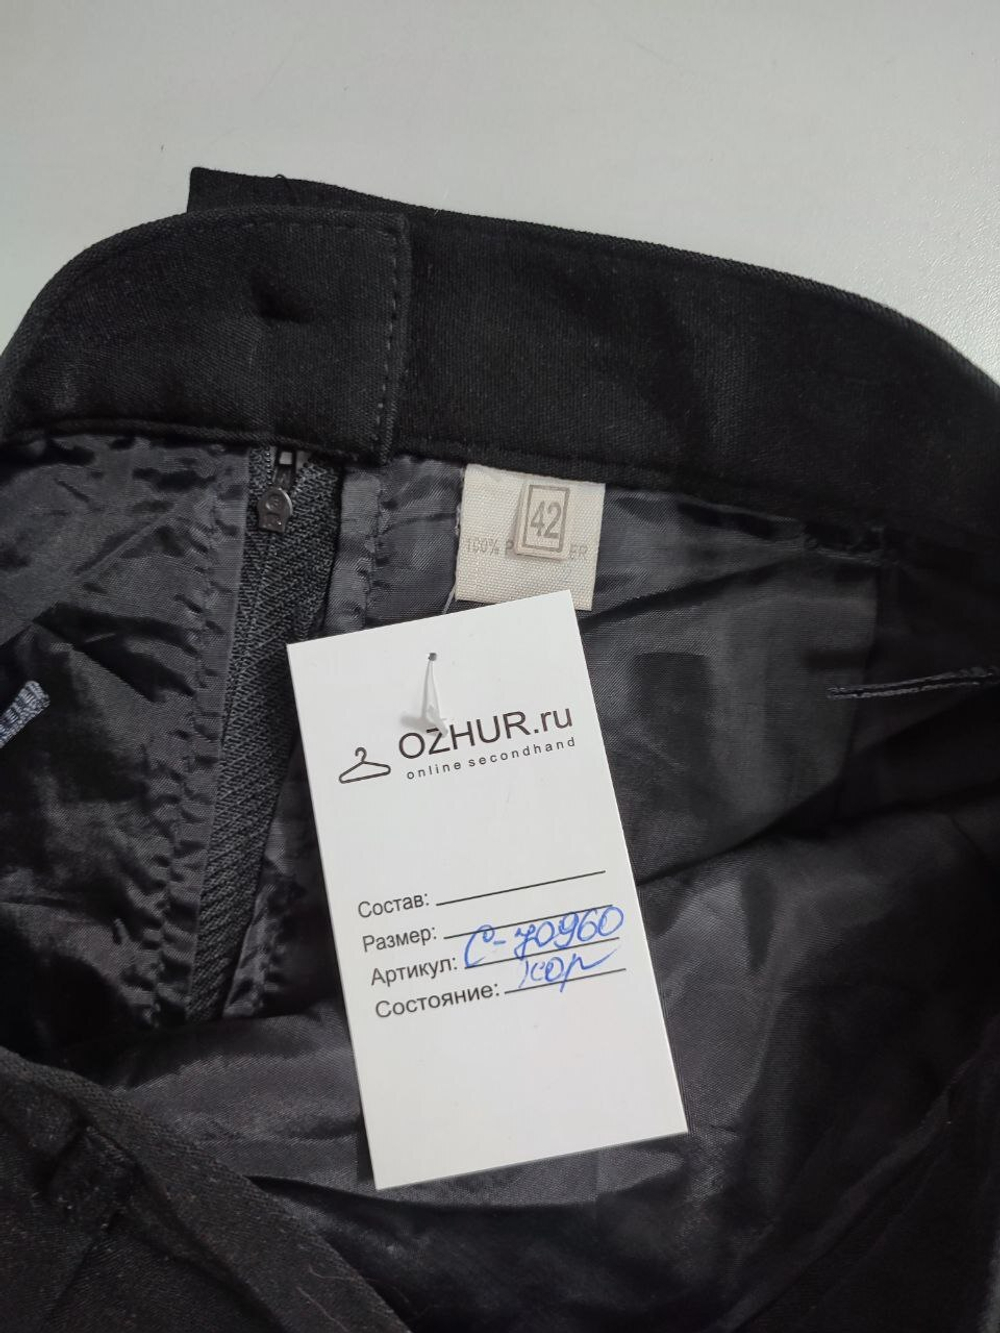 42
100% P ER
OZHUR.ru
online secondhand
Состав:
Размер:
Артикул: С-70960
Состояние: хор